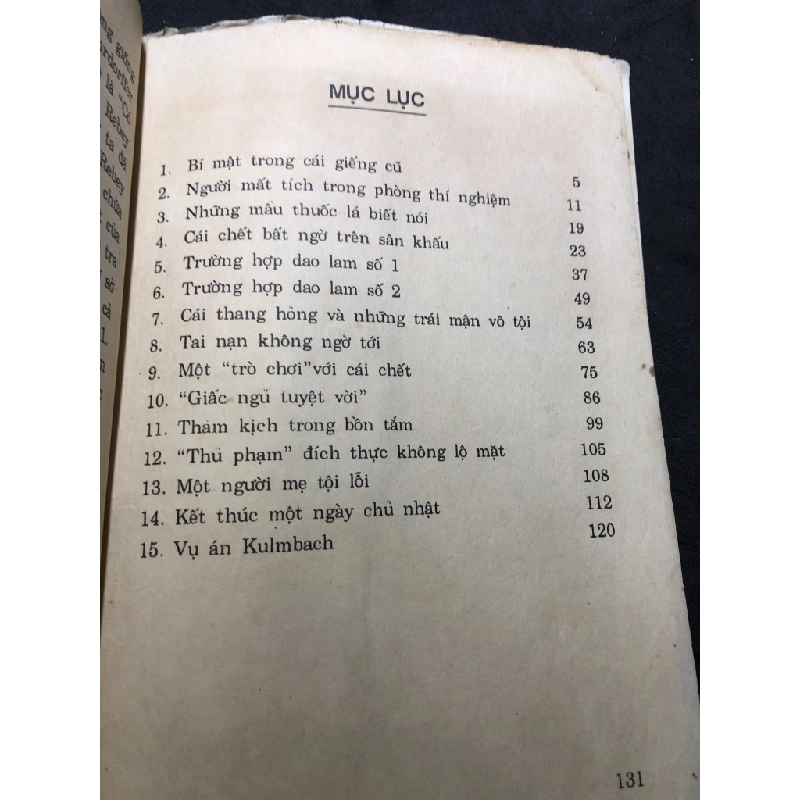 MỤC LỤC
1. Bí mật trong cái giếng cũ 5
2. Người mất tích trong phòng thí nghiệm 11
3. Những mẩu thuốc lá biết nói 19
4. Cái chết bất ngờ trên sân khấu 23
5. Trường hợp dao lam số 1 37
6. Trường hợp dao lam số 2 49
7. Cái thang hỏng và những trái mận vô tội 54
8. Tai nạn không ngờ tới 63
9. Một "trò chơi"với cái chết 75
10. "Giấc ngủ tuyệt vời" 86
11. Thảm kịch trong bồn tắm 99
12. "Thủ phạm" đích thực không lộ mặt 105
13. Một người mẹ tội lỗi 108
14. Kết thúc một ngày chủ nhật 112
15. Vụ án Kulmbach 120
131